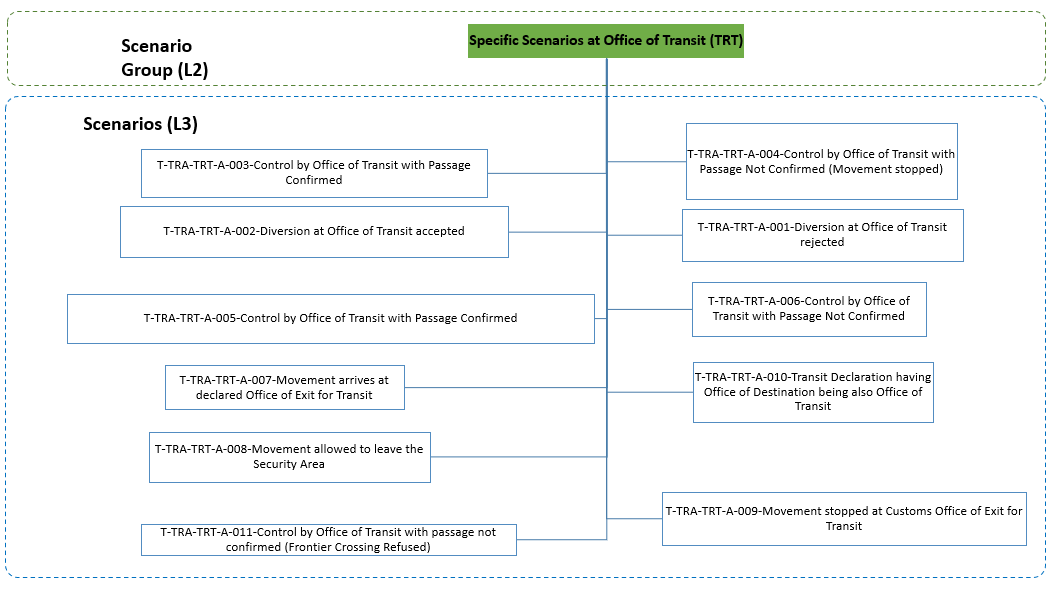 Scenario
Group (L2)
Specific Scenarios at Office of Transit (TRT)
Scenarios (L3)
T-TRA-TRT-A-003-Control by Office of Transit with Passage
Confirmed
T-TRA-TRT-A-004-Control by Office of Transit with
Passage Not Confirmed (Movement stopped)
T-TRA-TRT-A-002-Diversion at Office of Transit accepted
T-TRA-TRT-A-001-Diversion at Office of Transit
rejected
T-TRA-TRT-A-005-Control by Office of Transit with Passage Confirmed
T-TRA-TRT-A-006-Control by Office of
Transit with Passage Not Confirmed
T-TRA-TRT-A-007-Movement arrives at
declared Office of Exit for Transit
T-TRA-TRT-A-010-Transit Declaration having
Office of Destination being also Office of
Transit
T-TRA-TRT-A-008-Movement allowed to leave the
Security Area
T-TRA-TRT-A-009-Movement stopped at Customs Office of Exit for
Transit
T-TRA-TRT-A-011-Control by Office of Transit with passage not
confirmed (Frontier Crossing Refused)